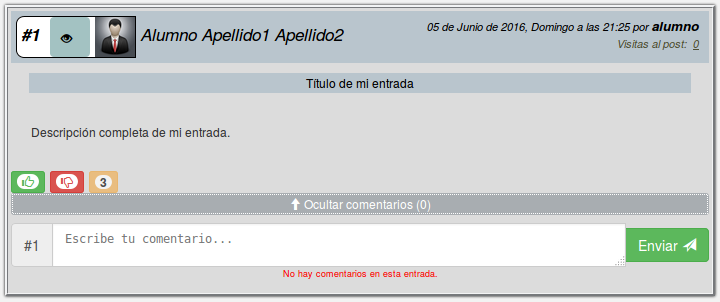 #1
Alumno Apellido1 Apellido2
05 de Junio de 2016, Domingo a las 21:25 por alumno
Visitas al post: 0
Título de mi entrada
Descripción completa de mi entrada.
3
Ocultar comentarios (0)
#1
Escribe tu comentario...
Enviar
No hay comentarios en esta entrada.